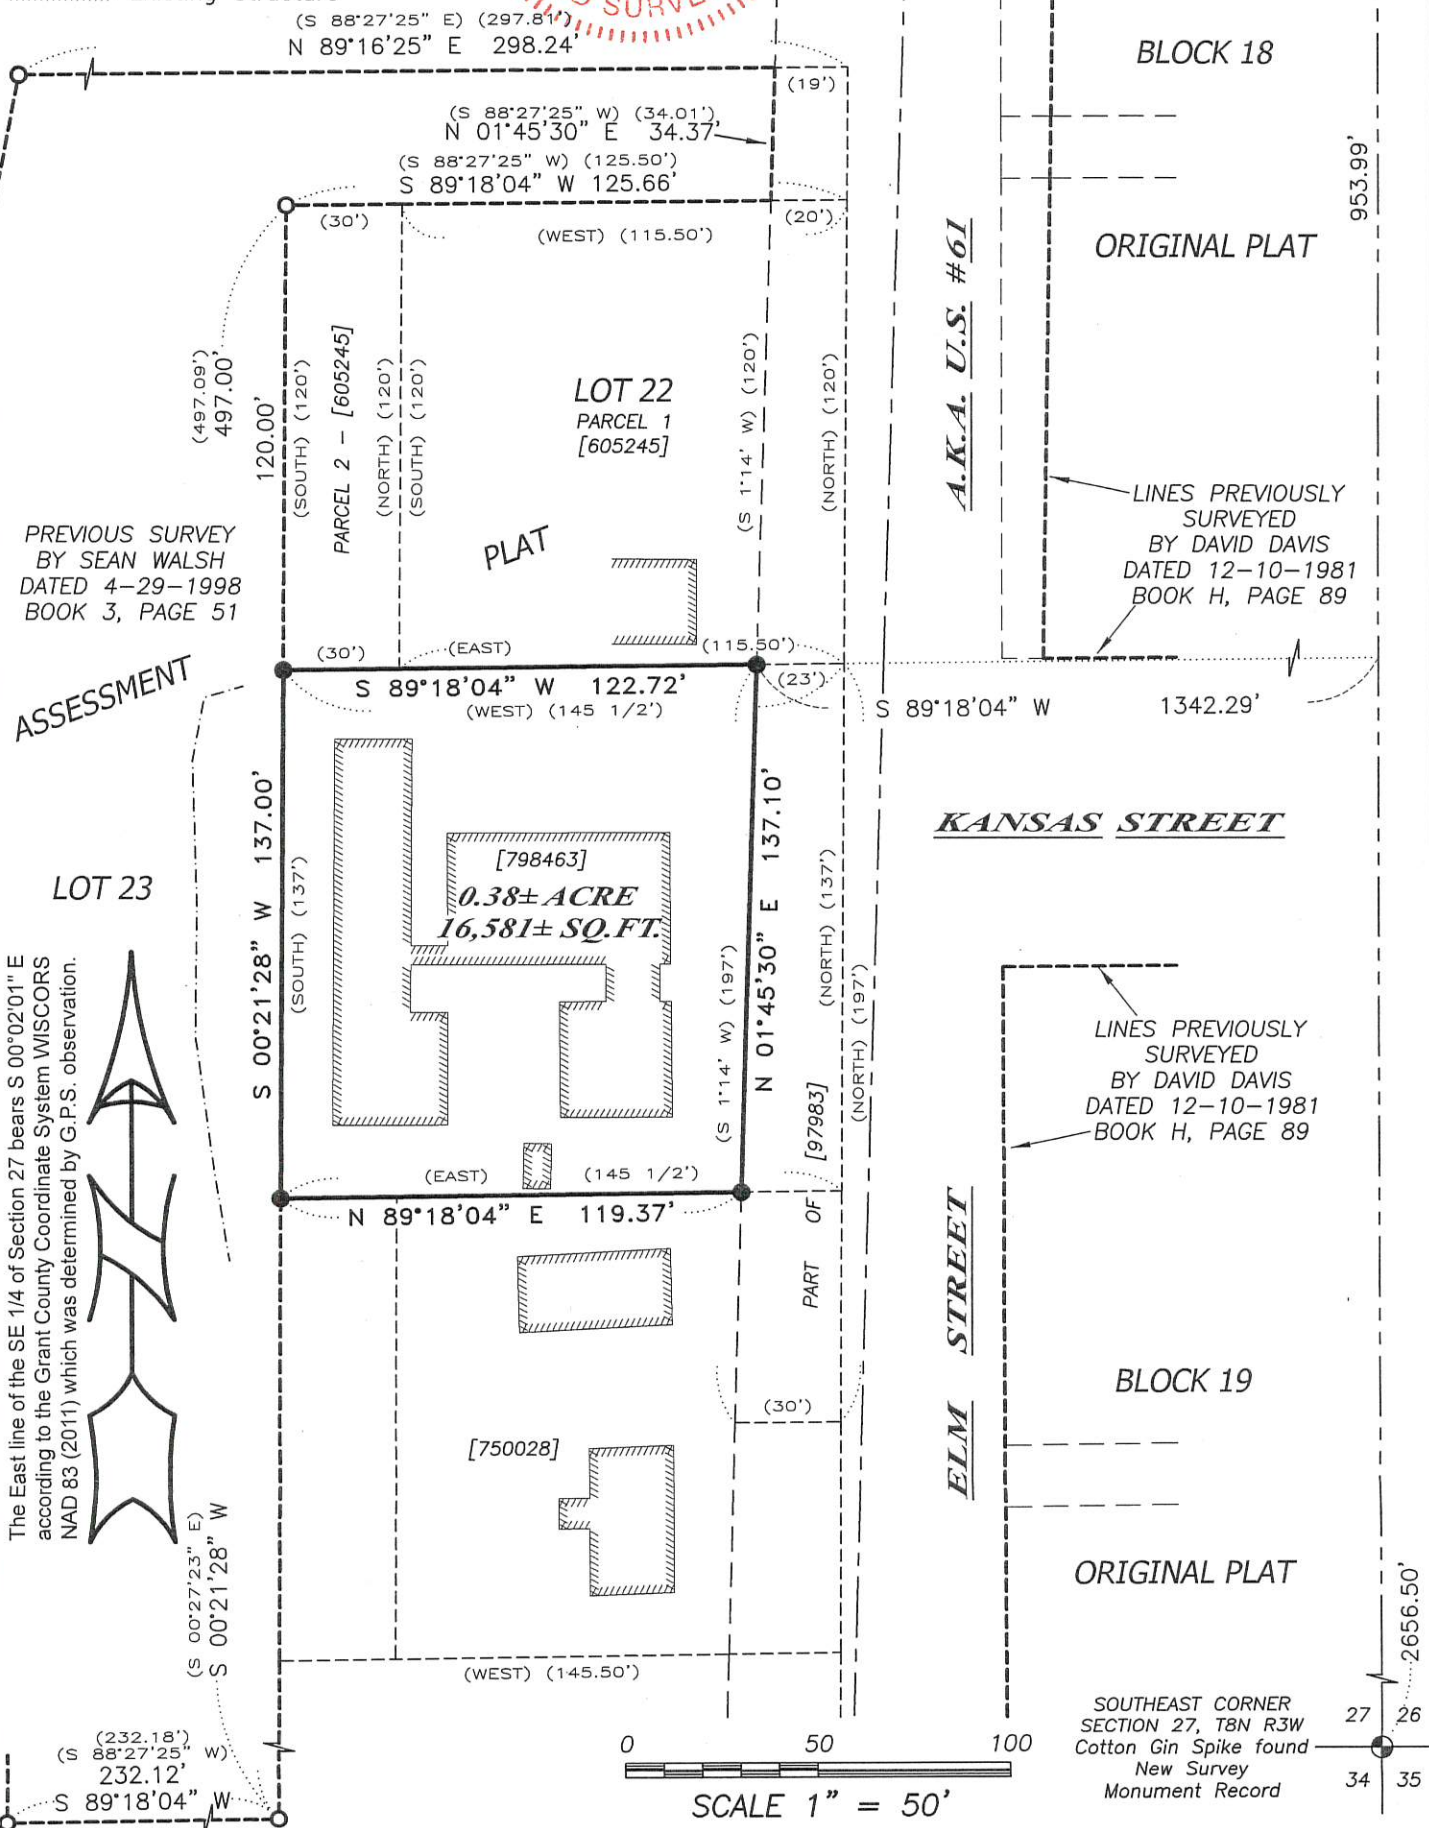 (S 88°27'25" E) (297.81')
N 89°16'25" E 298.24'
SURVE
(19')
BLOCK 18
(S 88°27'25" W) (34.01')
N 01°45'30" E 34.37'
(S 88°27'25" W) (125.50')
S 89°18'04" W 125.66'
(30')
(WEST) (115.50')
(20')
953.99'
ORIGINAL PLAT
A.K.A. U.S. #61
(497.09')
497.00'
120.00'
(SOUTH) (120')
PARCEL 2 - [605245]
(NORTH) (120')
(SOUTH) (120')
LOT 22
PARCEL 1
[605245]
(S 1°14' W) (120')
(NORTH) (120')
LINES PREVIOUSLY
SURVEYED
BY DAVID DAVIS
DATED 12-10-1981
BOOK H, PAGE 89
PREVIOUS SURVEY
BY SEAN WALSH
DATED 4-29-1998
BOOK 3, PAGE 51
PLAT
ASSESSMENT
(30')
(EAST)
(115.50')
S 89°18'04" W 122.72'
(23')
(WEST) (145 1/2')
S 89°18'04" W 1342.29'
S 00°21'28" W 137.00'
(SOUTH) (137')
N 01°45'30" E 137.10'
(S 1°14' W) (197')
(NORTH) (137')
(NORTH) (197')
KANSAS STREET
[798463]
0.38± ACRE
16,581± SQ.FT.
LOT 23
The East line of the SE 1/4 of Section 27 bears S 00°02'01" E
according to the Grant County Coordinate System WISCORS
NAD 83 (2011) which was determined by G.P.S. observation.
N
LINES PREVIOUSLY
SURVEYED
BY DAVID DAVIS
DATED 12-10-1981
BOOK H, PAGE 89
(EAST) (145 1/2')
N 89°18'04" E 119.37'
PART OF [97983]
ELM STREET
BLOCK 19
(30')
[750028]
ORIGINAL PLAT
(S 00°27'23" E)
S 00°21'28" W
(WEST) (145.50')
2656.50'
(232.18')
(S 88°27'25" W)
232.12'
S 89°18'04" W
0 50 100
SCALE 1" = 50'
SOUTHEAST CORNER
SECTION 27, T8N R3W
Cotton Gin Spike found
New Survey
Monument Record
27 26
34 35